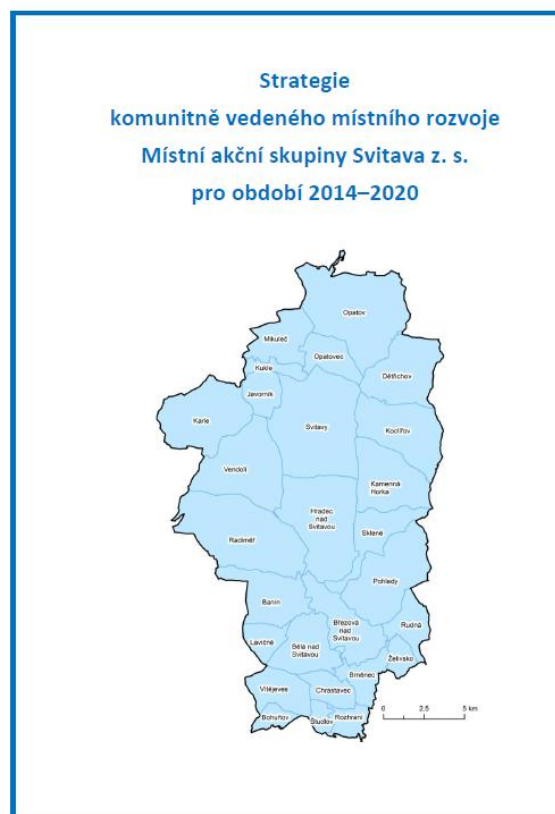 Strategie
komunitně vedeného místního rozvoje
Místní akční skupiny Svitava z. s.
pro období 2014–2020
Opatov
Mikuleč
Opatovec
Dětřichov
Kukle
Javorník
Karle
Svitavy
Koclířov
Vendolí
Kamenná
Horka
Hradec
nad
Svitavou
Sklené
Radiměř
Pohledy
Banín
Březová
nad
Svitavou
Rudná
Lavičné
Bělá nad
Svitavou
Želivsko
Brněnec
Vítějeves
Chrastavec
Bohuňov
Študlov
Rozhraní
0 2.5 5 km